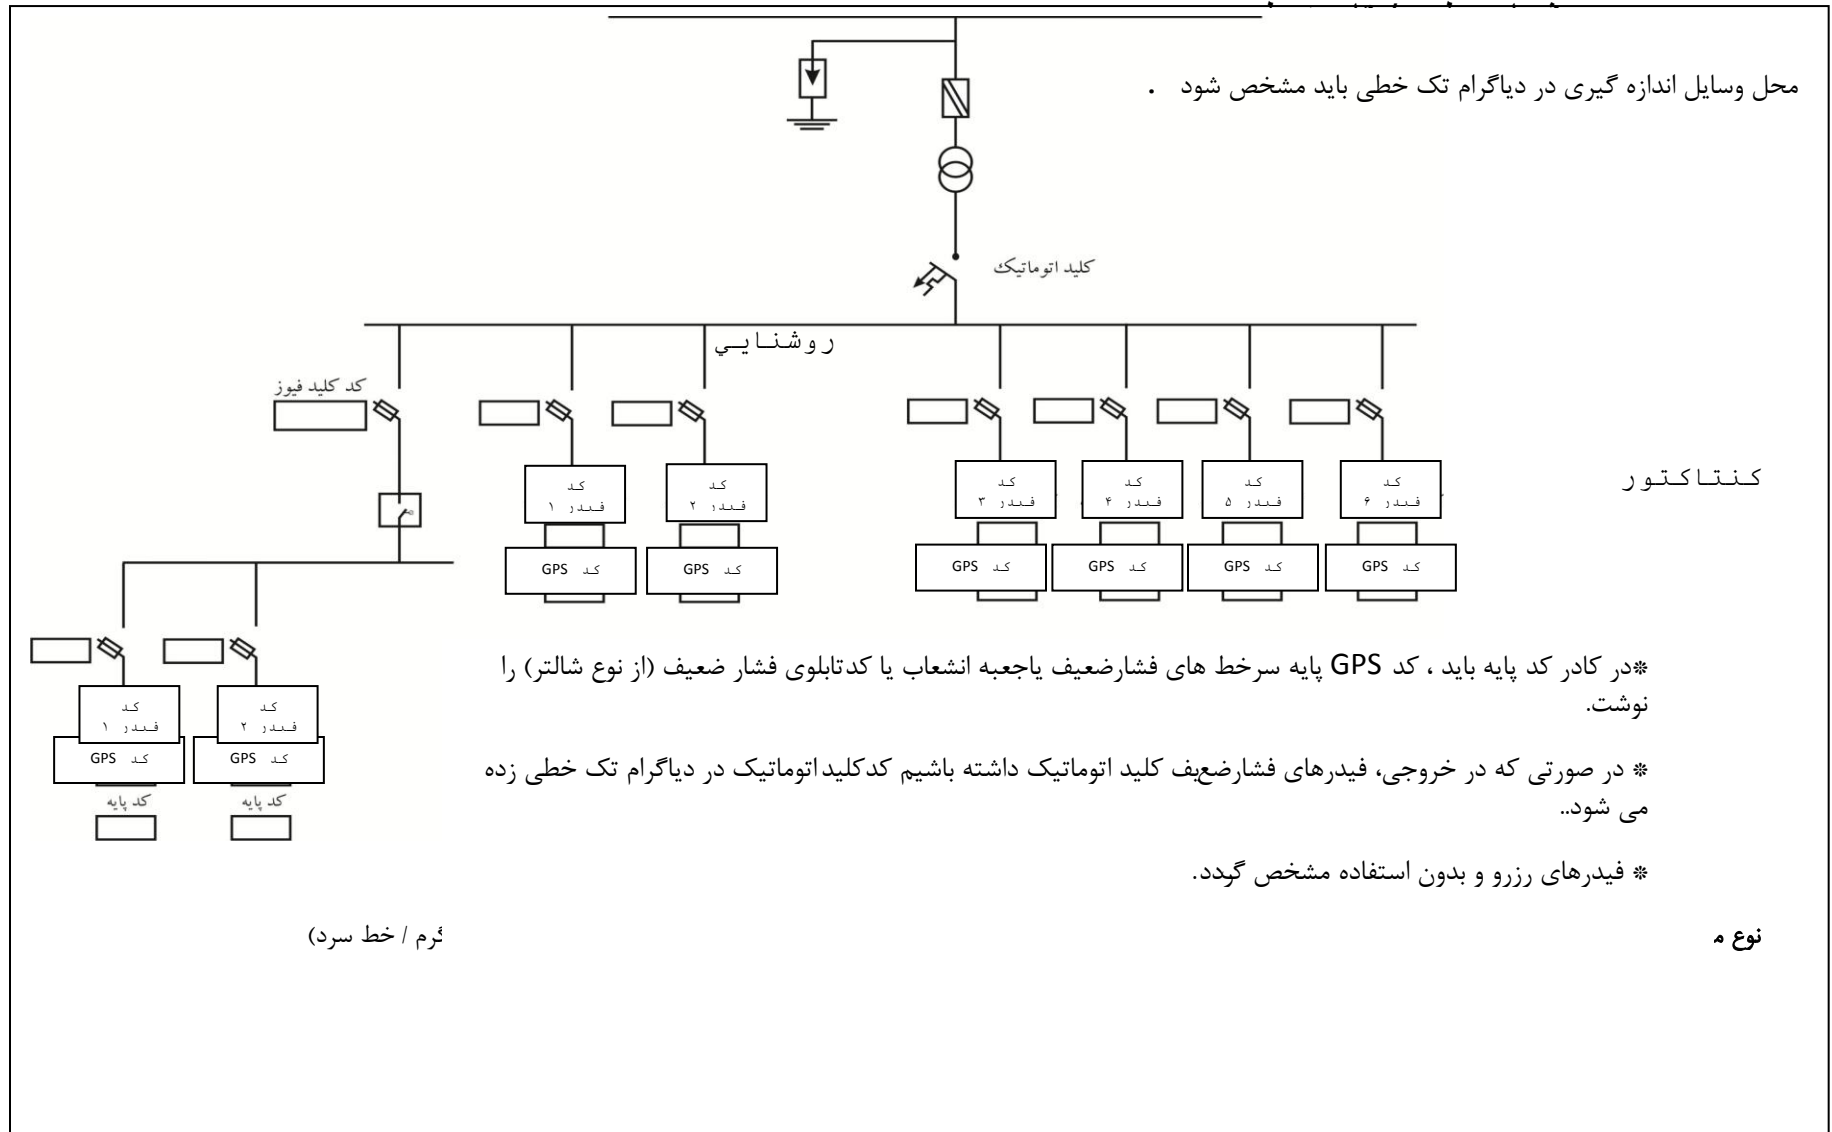 محل وسایل اندازه گیری در دیاگرام تک خطی باید مشخص شود .
کلید اتوماتیک
روشنایی
کد کلید فیوز
کنتاکتور
کد
فیدر ۱
کد
فیدر ۲
کد
فیدر ۳
کد
فیدر ۴
کد
فیدر ۵
کد
فیدر ۶
کد GPS
کد GPS
کد GPS
کد GPS
کد GPS
کد GPS
کد
فیدر ۱
کد
فیدر ۲
کد GPS
کد GPS
کد پایه
کد پایه
*در کادر کد پایه باید ، کد GPS پایه سرخط های فشارضعیف یاجعبه انشعاب یا کدتابلوی فشار ضعیف (از نوع شالتر) را
نوشت.
* در صورتی که در خروجی، فیدرهای فشارضعیف کلید اتوماتیک داشته باشیم کدکلیداتوماتیک در دیاگرام تک خطی زده
می شود..
* فیدرهای رزرو و بدون استفاده مشخص گردد.
نوع م گرم / خط سرد)